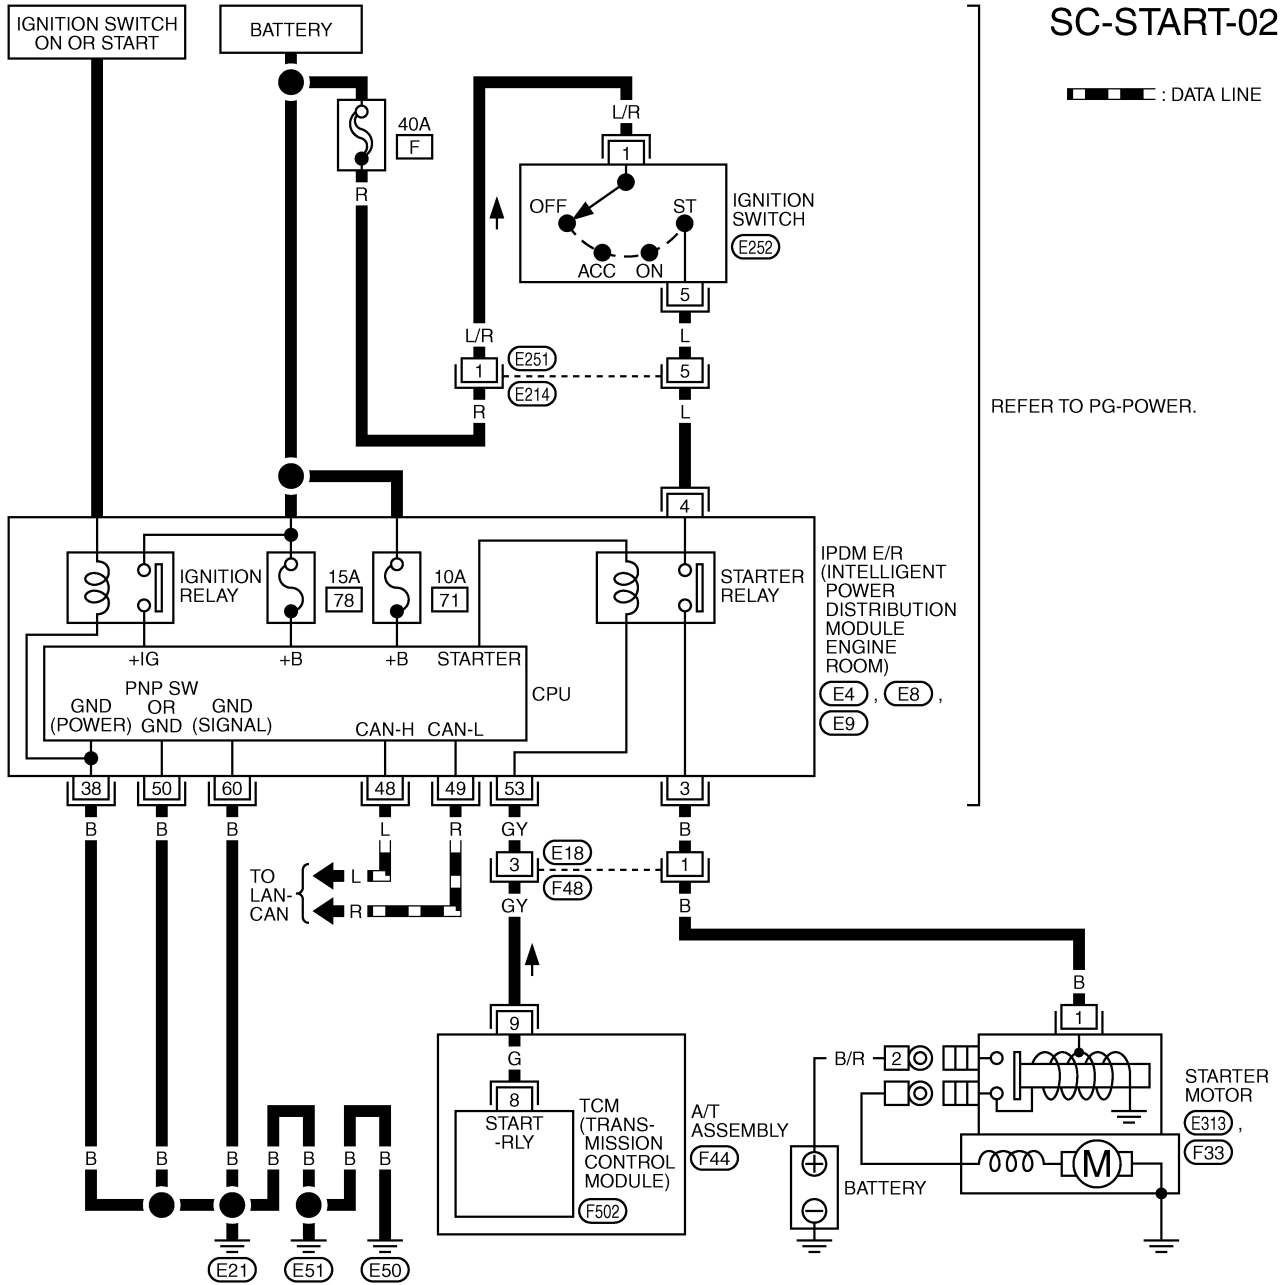 SC-START-02
IGNITION SWITCH
ON OR START
BATTERY
: DATA LINE
40A
F
R
L/R
1
OFF
ST
ACC
ON
IGNITION
SWITCH
E252
5
L/R
L
1
E251
E214
5
R
L
REFER TO PG-POWER.
4
IGNITION
RELAY
15A
78
10A
71
STARTER
RELAY
IPDM E/R
(INTELLIGENT
POWER
DISTRIBUTION
MODULE
ENGINE
ROOM)
E4 , E8 ,
E9
+IG
+B
+B
STARTER
CPU
GND
(POWER)
PNP SW
OR
GND
GND
(SIGNAL)
CAN-H
CAN-L
38
50
60
48
49
53
3
B
B
B
L
R
GY
B
TO
LAN-
CAN
L
R
3
E18
F48
1
GY
B
B
9
1
G
8
START
-RLY
TCM
(TRANS-
MISSION
CONTROL
MODULE)
F502
A/T
ASSEMBLY
F44
B/R
2
STARTER
MOTOR
E313 ,
F33
M
+
BATTERY
−
B
B
B
B
B
B
B
E21
E51
E50